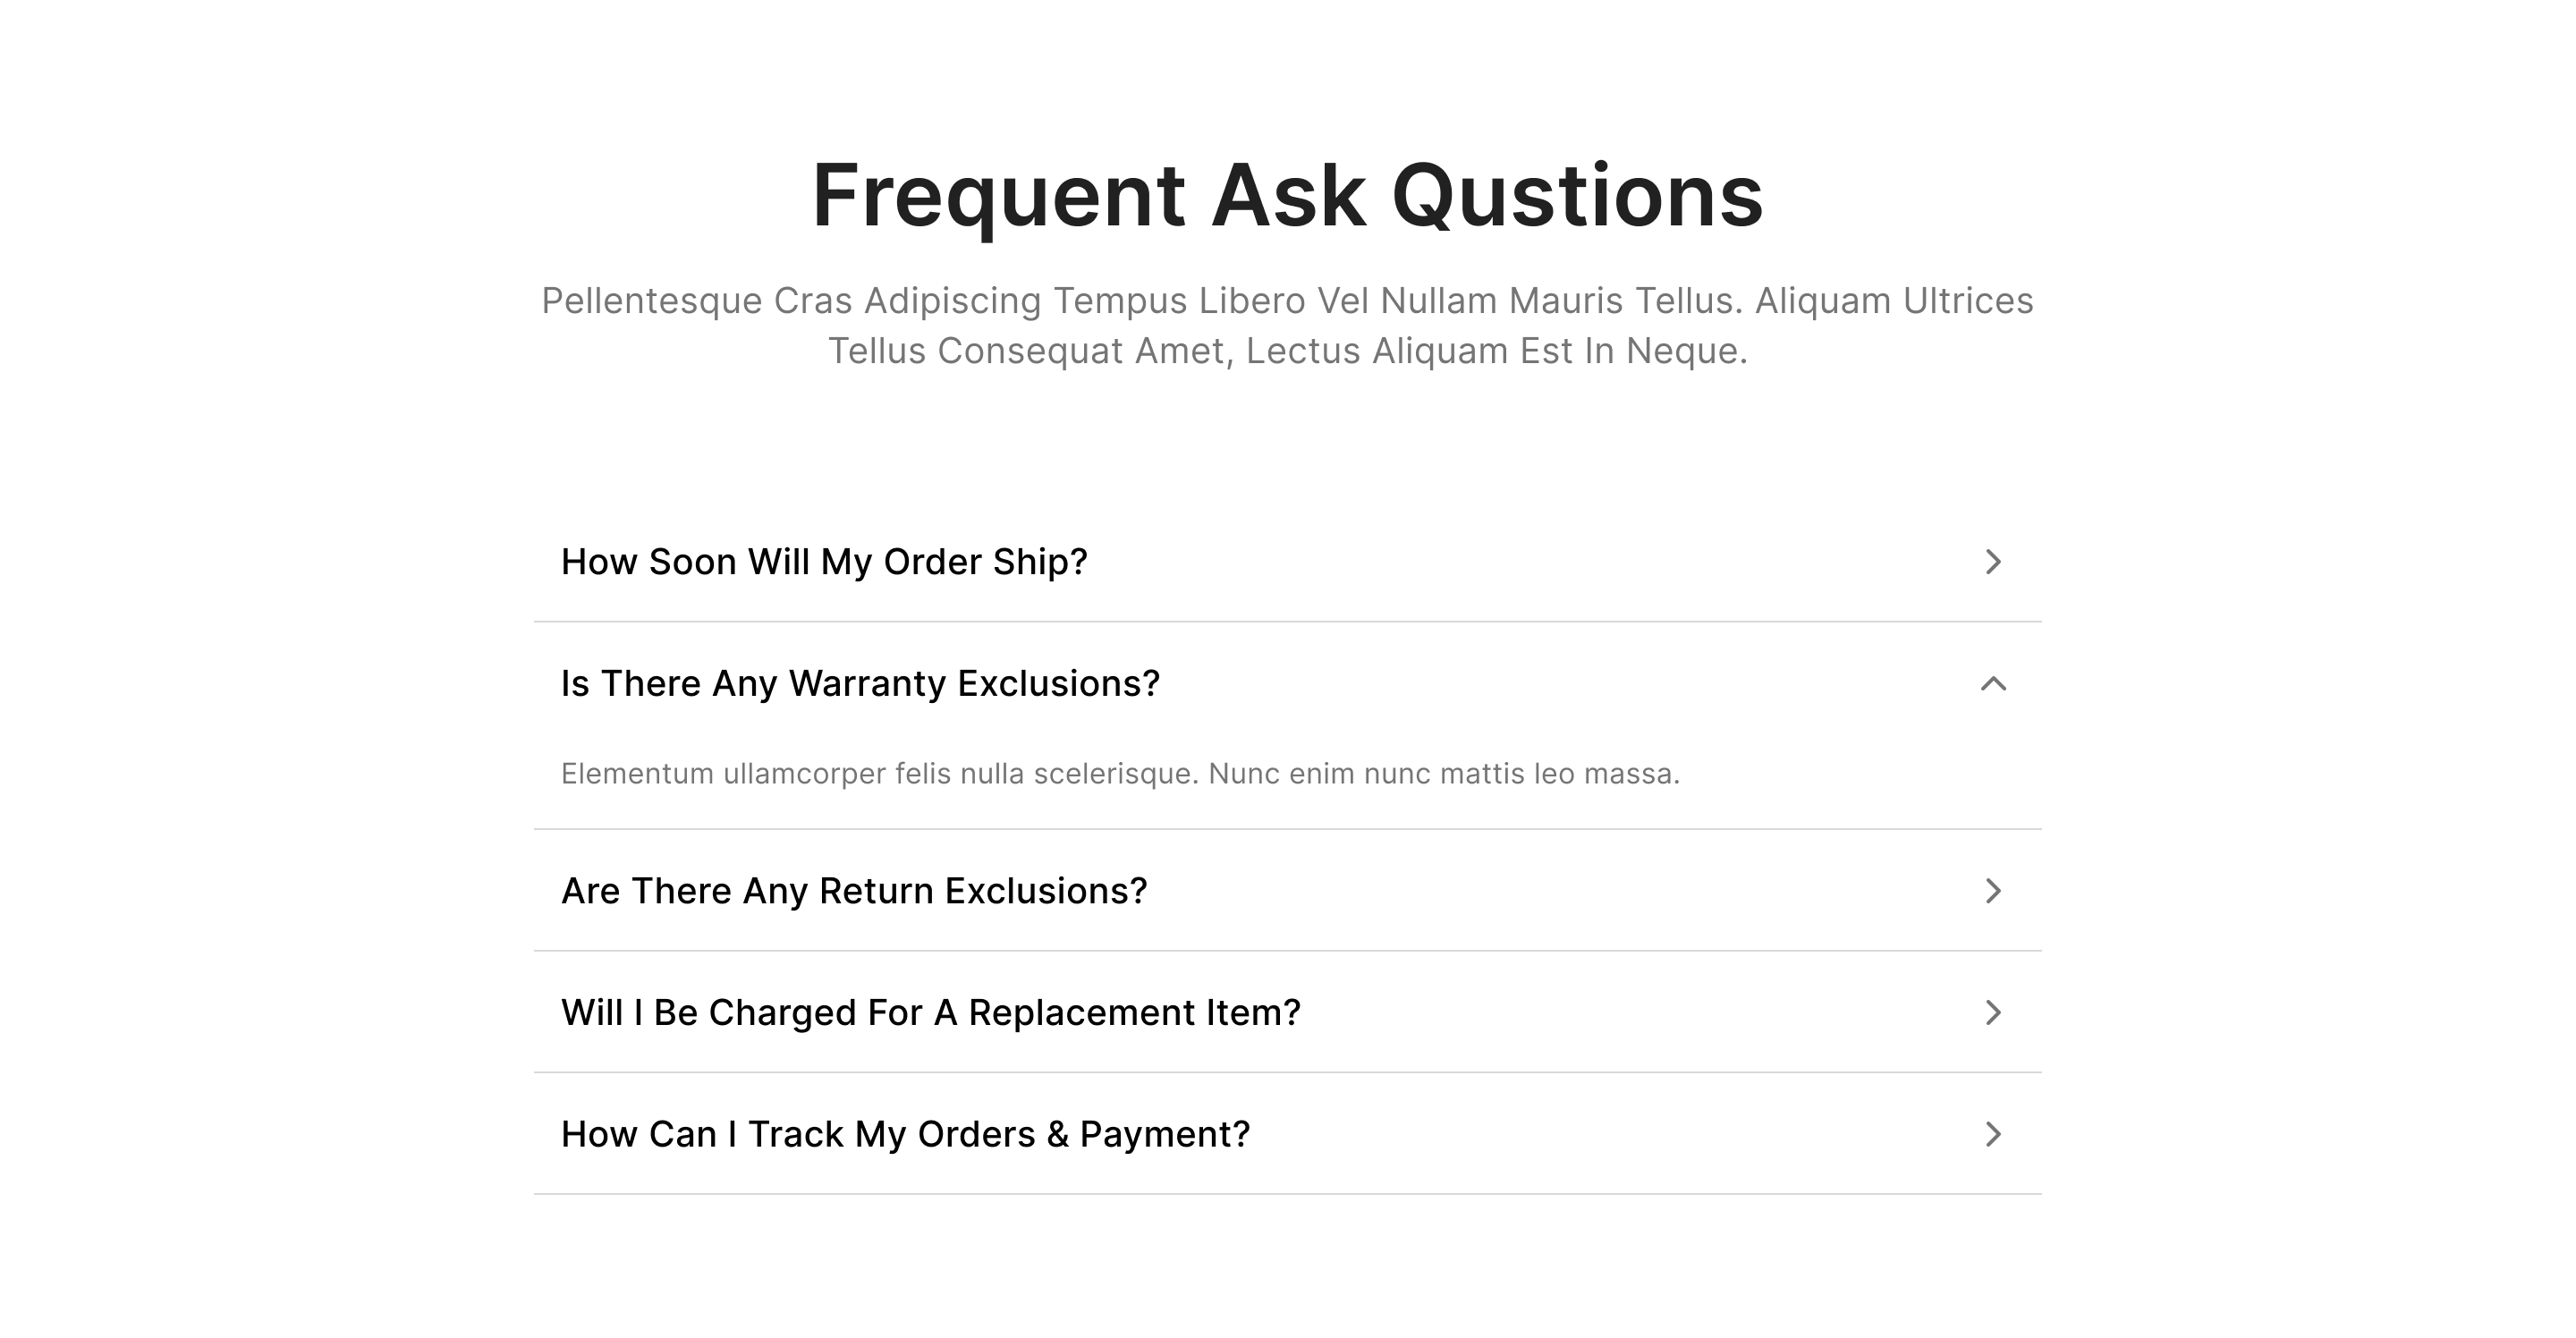 Frequent Ask Qustions
Pellentesque Cras Adipiscing Tempus Libero Vel Nullam Mauris Tellus. Aliquam Ultrices
Tellus Consequat Amet, Lectus Aliquam Est In Neque.
How Soon Will My Order Ship?
Is There Any Warranty Exclusions?
Elementum ullamcorper felis nulla scelerisque. Nunc enim nunc mattis leo massa.
Are There Any Return Exclusions?
Will I Be Charged For A Replacement Item?
How Can I Track My Orders & Payment?